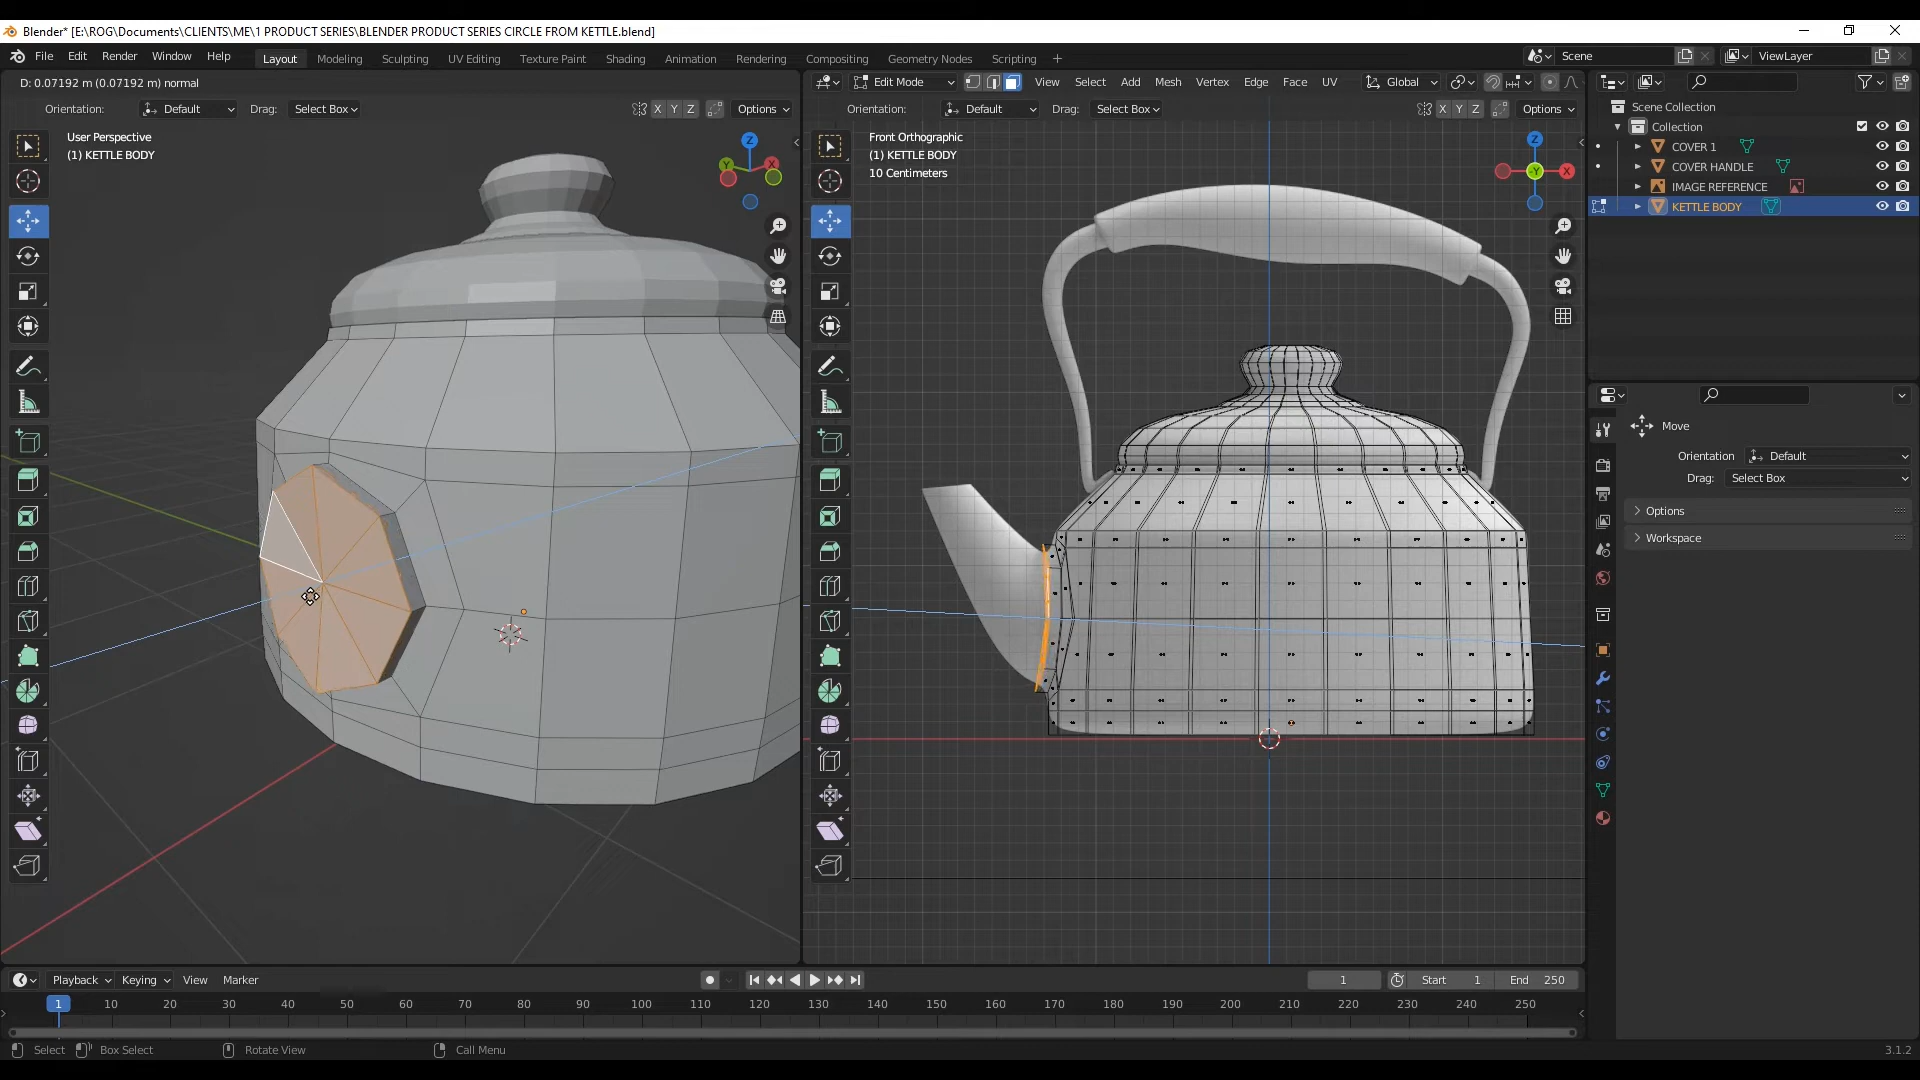 Blender* [E:\ROG\Documents\CLIENTS\ME\1 PRODUCT SERIES\BLENDER PRODUCT SERIES CIRCLE FROM KETTLE.blend]
File Edit Render Window Help Layout Modeling Sculpting UV Editing Texture Paint Shading Animation Rendering Compositing Geometry Nodes Scripting + Scene ViewLayer
D: 0.07192 m (0.07192 m) normal
Edit Mode View Select Add Mesh Vertex Edge Face UV Global
Orientation: Default Drag: Select Box X Y Z Options
Orientation: Default Drag: Select Box X Y Z Options
User Perspective
(1) KETTLE BODY
Z
Y
X
Front Orthographic
(1) KETTLE BODY
10 Centimeters
Z
Y
X
Scene Collection
Collection
COVER 1
COVER HANDLE
IMAGE REFERENCE
KETTLE BODY
Move
Orientation Default
Drag: Select Box
Options
Workspace
Playback Keying View Marker 1 Start 1 End 250
1 10 20 30 40 50 60 70 80 90 100 110 120 130 140 150 160 170 180 190 200 210 220 230 240 250
Select Box Select Rotate View Call Menu 3.1.2